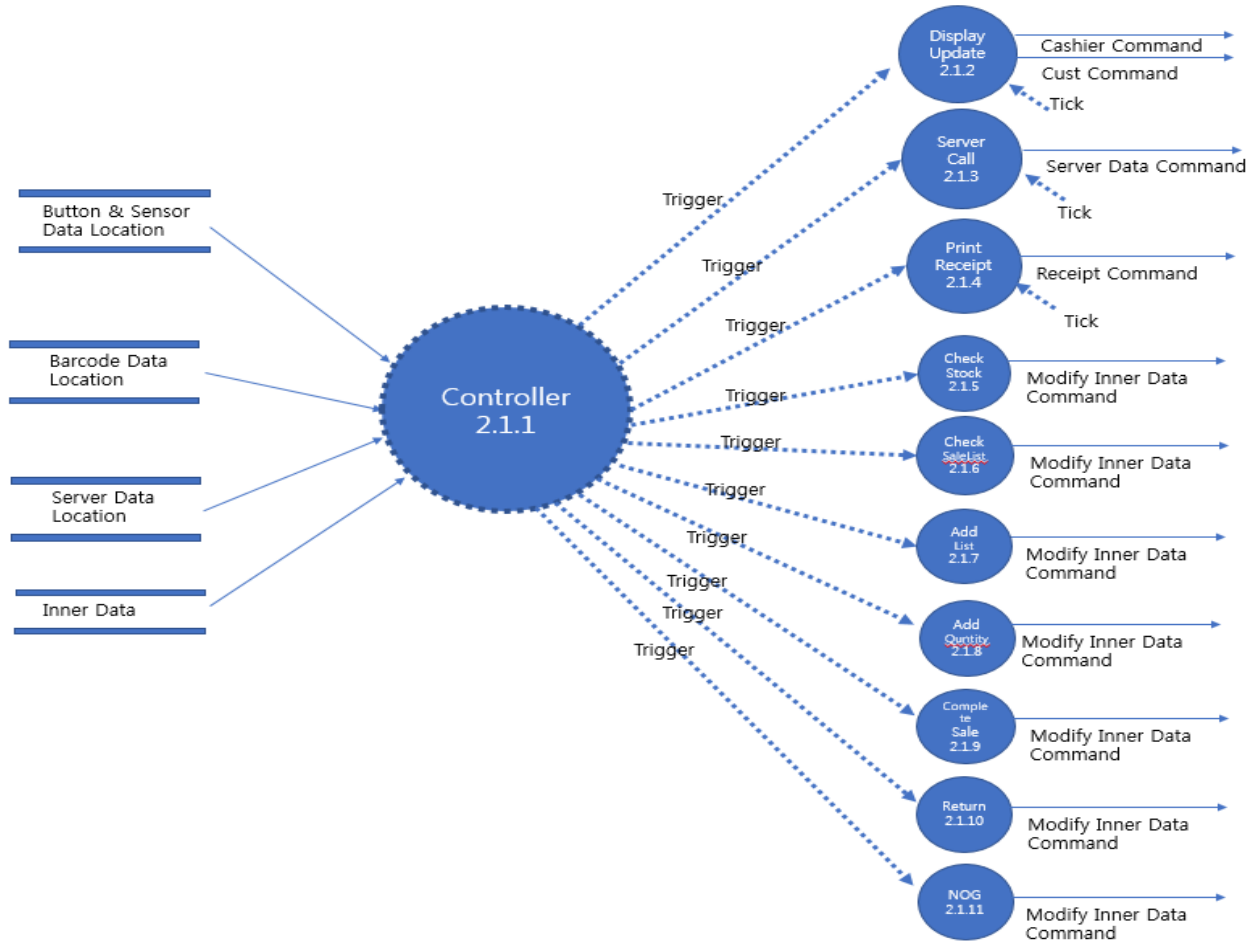 Button & Sensor
Data Location
Barcode Data
Location
Server Data
Location
Inner Data
Controller
2.1.1
Trigger
Trigger
Trigger
Trigger
Trigger
Trigger
Trigger
Trigger
Trigger
Trigger
Display
Update
2.1.2
Cashier Command
Cust Command
Tick
Server
Call
2.1.3
Server Data Command
Tick
Print
Receipt
2.1.4
Receipt Command
Tick
Check
Stock
2.1.5
Modify Inner Data
Command
Check
SaleList
2.1.6
Modify Inner Data
Command
Add
List
2.1.7
Modify Inner Data
Command
Add
Quntity
2.1.8
Modify Inner Data
Command
Comple
te
Sale
2.1.9
Modify Inner Data
Command
Return
2.1.10
Modify Inner Data
Command
NOG
2.1.11
Modify Inner Data
Command